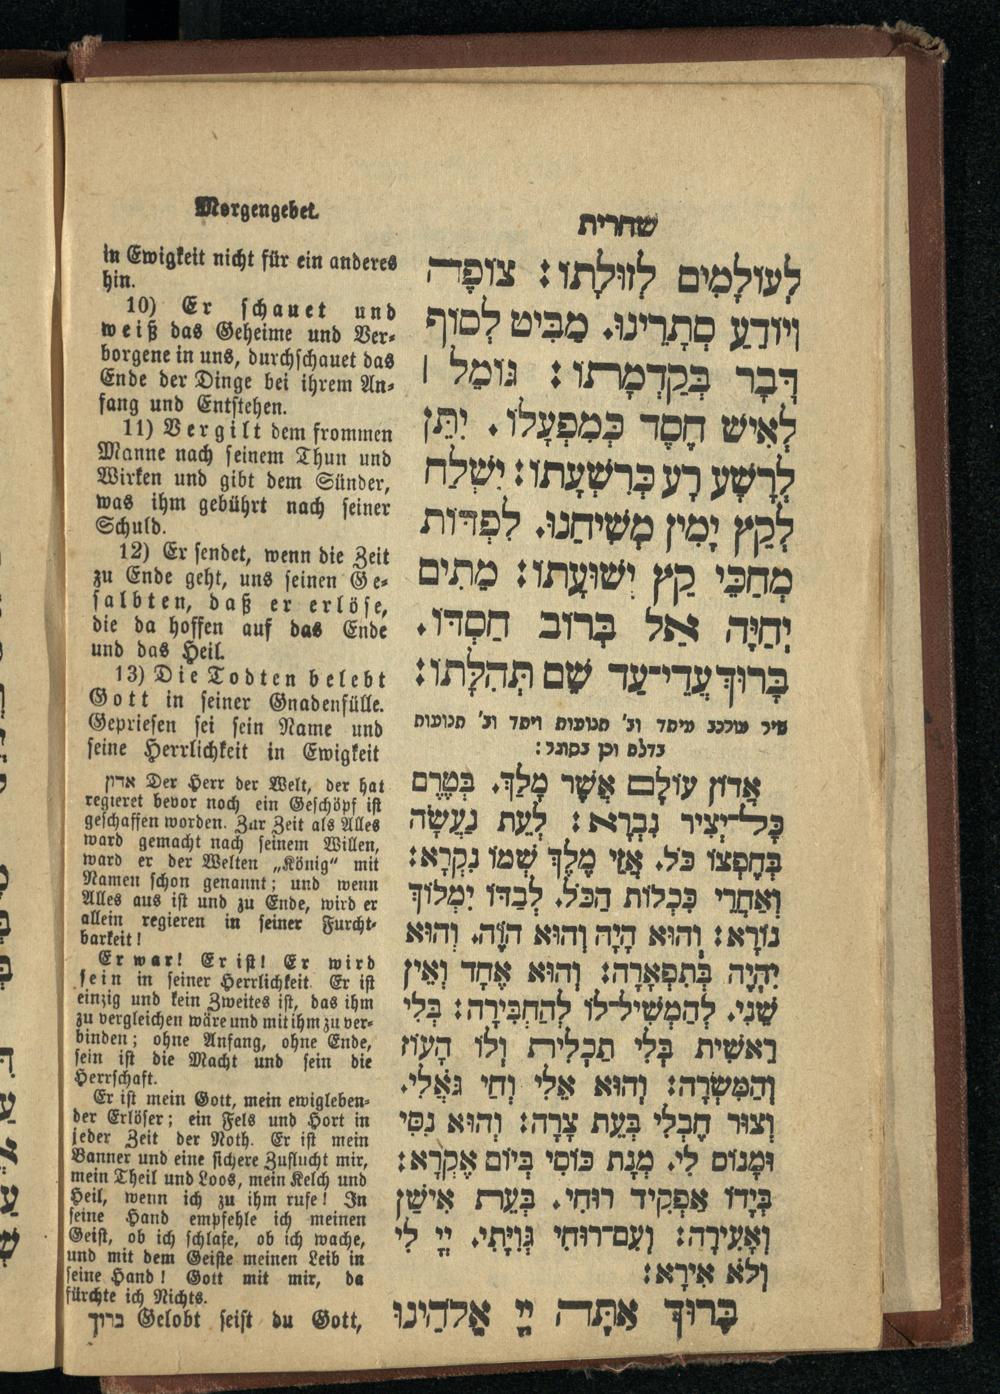 Morgengebet.
in Ewigkeit nicht für ein anderes
hin.
10) Er schauet und
weiß das Geheime und Ver-
borgene in uns, durchschauet das
Ende der Dinge bei ihrem An-
fang und Entstehen.
11) Vergilt dem frommen
Manne nach seinem Thun und
Wirken und gibt dem Sünder,
was ihm gebührt nach seiner
Schuld.
12) Er sendet, wenn die Zeit
zu Ende geht, uns seinen Ge-
salbten, daß er erlöse,
die da hoffen auf das Ende
und das Heil.
13) Die Todten belebt
Gott in seiner Gnadenfülle.
Gepriesen sei sein Name und
seine Herrlichkeit in Ewigkeit
אדון Der Herr der Welt, der hat
regieret bevor noch ein Geschöpf ist
geschaffen worden. Zur Zeit als Alles
ward gemacht nach seinem Willen,
ward er der Welten „König“ mit
Namen schon genannt; und wenn
Alles aus ist und zu Ende, wird er
allein regieren in seiner Furcht-
barkeit!
Er war! Er ist! Er wird
sein in seiner Herrlichkeit. Er ist
einzig und kein Zweites ist, das ihm
zu vergleichen wäre und mit ihm zu ver-
binden; ohne Anfang, ohne Ende,
sein ist die Macht und sein die
Herrschaft.
Er ist mein Gott, mein ewigleben-
der Erlöser; ein Fels und Hort in
jeder Zeit der Noth. Er ist mein
Banner und eine sichere Zuflucht mir,
mein Theil und Loos, mein Kelch und
Heil, wenn ich zu ihm rufe! In
seine Hand empfehle ich meinen
Geist, ob ich schlafe, ob ich wache,
und mit dem Geiste meinen Leib in
seine Hand! Gott mit mir, da
fürchte ich Nichts.
ברוך Gelobt seist du Gott,
שחרית
לְעוֹלָמִים לְזוּלָתוֹ: צוֹפֶה
וְיוֹדֵעַ סְתָרֵינוּ. מַבִּיט לְסוֹף
דָּבָר בְּקַדְמָתוֹ: גּוֹמֵל ׀
לְאִישׁ חֶסֶד כְּמִפְעָלוֹ. יִתֵּן
לְרָשָׁע רָע כְּרִשְׁעָתוֹ: יִשְׁלַח
לְקֵץ יָמִין מְשִׁיחֵנוּ. לִפְדּוֹת
מְחַכֵּי קֵץ יְשׁוּעָתוֹ: מֵתִים
יְחַיֶּה אֵל בְּרוֹב חַסְדּוֹ.
בָּרוּךְ עֲדֵי־עַד שֵׁם תְּהִלָּתוֹ:
שיר מורכב מיתד וב' תנועות ויתד וב' תנועות
בדלת וכן בסוגר:
אֲדוֹן עוֹלָם אֲשֶׁר מָלַךְ. בְּטֶרֶם
כָּל־יְצִיר נִבְרָא: לְעֵת נַעֲשָׂה
בְחֶפְצוֹ כֹּל. אֲזַי מֶלֶךְ שְׁמוֹ נִקְרָא:
וְאַחֲרֵי כִּכְלוֹת הַכֹּל. לְבַדּוֹ יִמְלוֹךְ
נוֹרָא: וְהוּא הָיָה וְהוּא הֹוֶה. וְהוּא
יִהְיֶה בְּתִפְאָרָה: וְהוּא אֶחָד וְאֵין
שֵׁנִי. לְהַמְשִׁיל־לוֹ לְהַחְבִּירָה: בְּלִי
רֵאשִׁית בְּלִי תַכְלִית וְלוֹ הָעוֹז
וְהַמִּשְׂרָה: וְהוּא אֵלִי וְחַי גֹּאֲלִי.
וְצוּר חֶבְלִי בְּעֵת צָרָה: וְהוּא נִסִּי
וּמָנוֹס לִי. מְנָת כּוֹסִי בְּיוֹם אֶקְרָא:
בְּיָדוֹ אַפְקִיד רוּחִי. בְּעֵת אִישַׁן
וְאָעִירָה: וְעִם־רוּחִי גְּוִיָּתִי. יְיָ לִי
וְלֹא אִירָא:
בָּרוּךְ אַתָּה יְיָ אֱלֹהֵינוּ